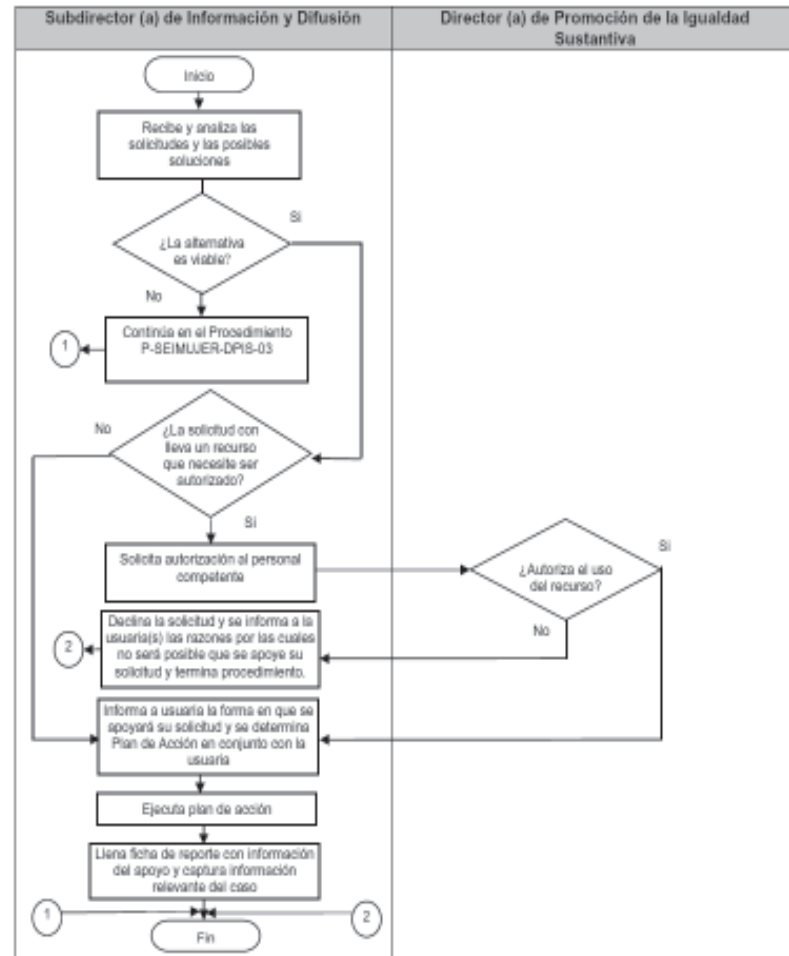 Subdirector (a) de Información y Difusión
Director (a) de Promoción de la Igualdad
Sustantiva
Inicio
Recibe y analiza las
solicitudes y las posibles
soluciones
Si
¿La alternativa
es viable?
No
Continúa en el Procedimiento
P-SEIMUJER-DPIS-03
1
No
¿La solicitud con
lleva un recurso
que necesite ser
autorizado?
Si
Solicita autorización al personal
competente
Si
¿Autoriza el uso
del recurso?
No
Declina la solicitud y se informa a la
usuaria(s) las razones por las cuales
no será posible que se apoye su
solicitud y termina procedimiento.
2
Informa a usuaria la forma en que se
apoyará su solicitud y se determina
Plan de Acción en conjunto con la
usuaria
Ejecuta plan de acción
Llena ficha de reporte con información
del apoyo y captura información
relevante del caso
1
2
Fin